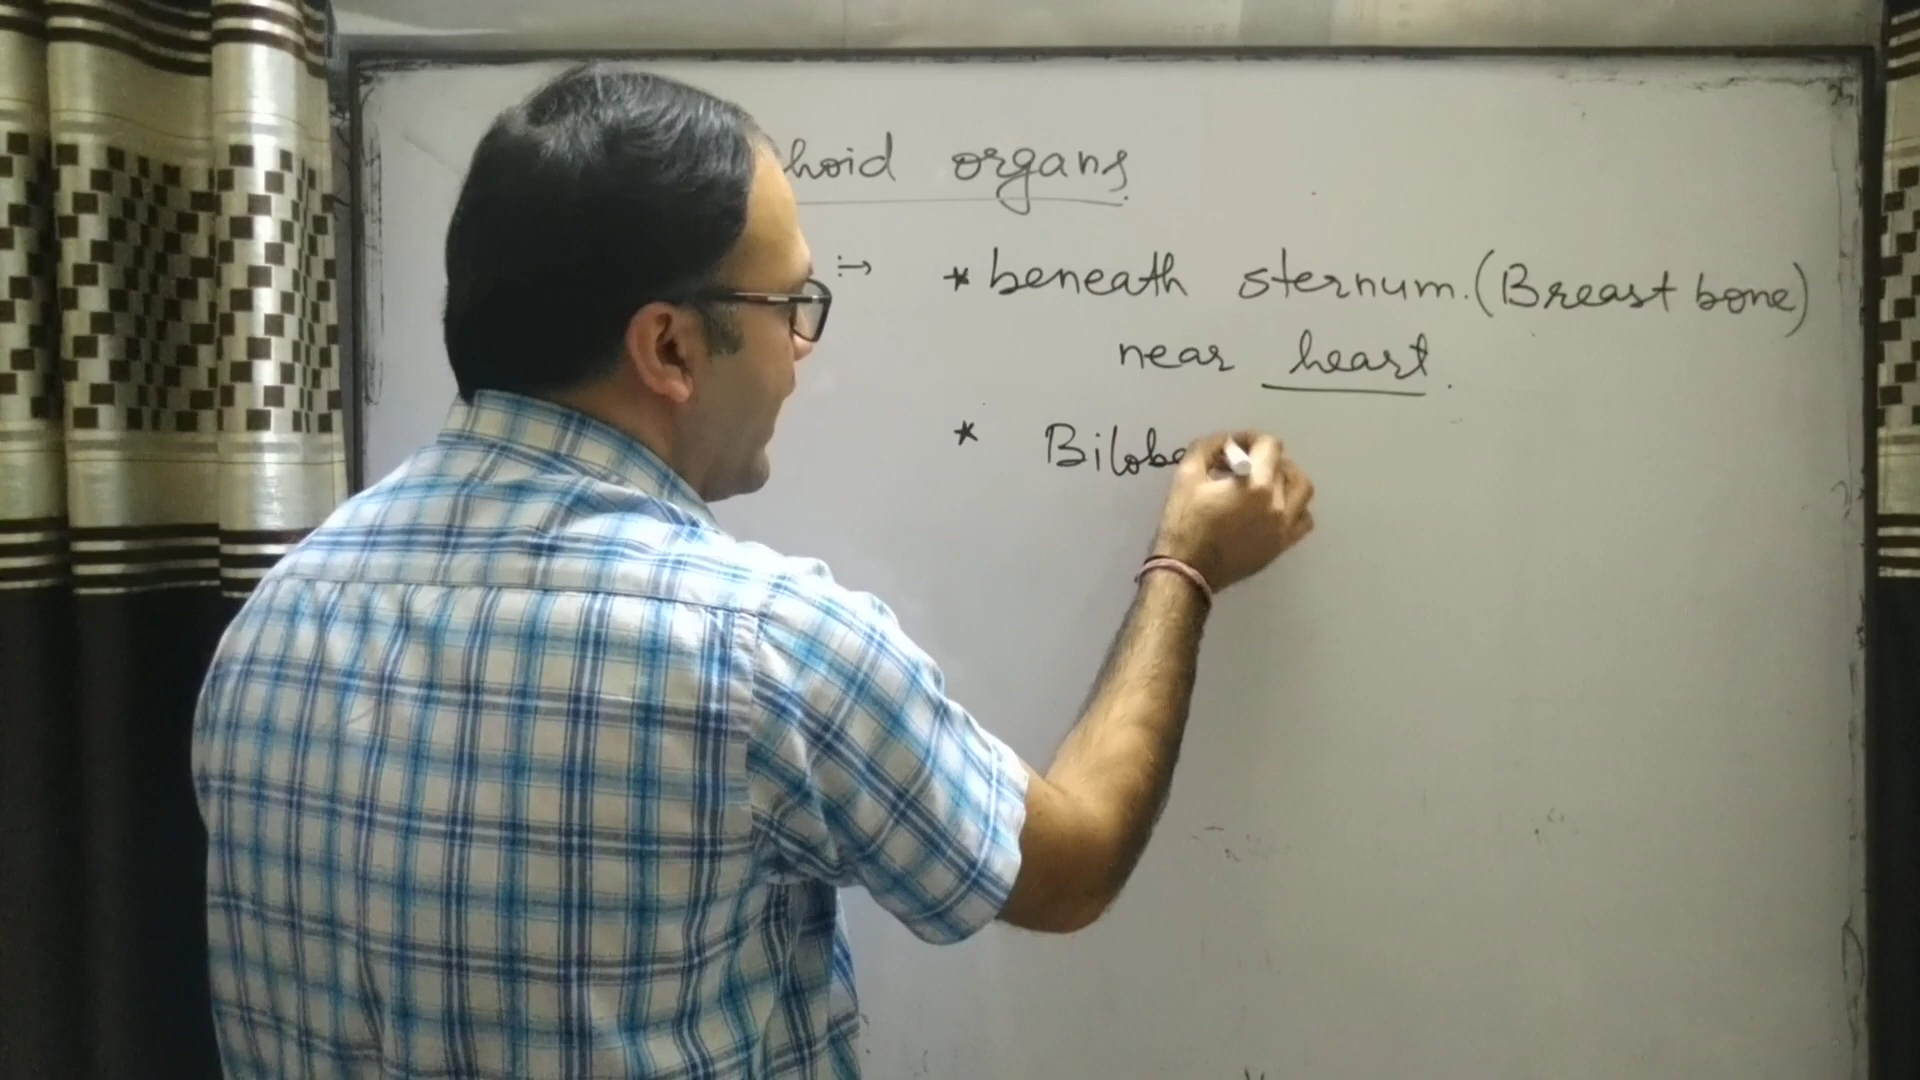 hoid organs
:→ * beneath sternum. (Breast bone)
near heart.
* Bilobe